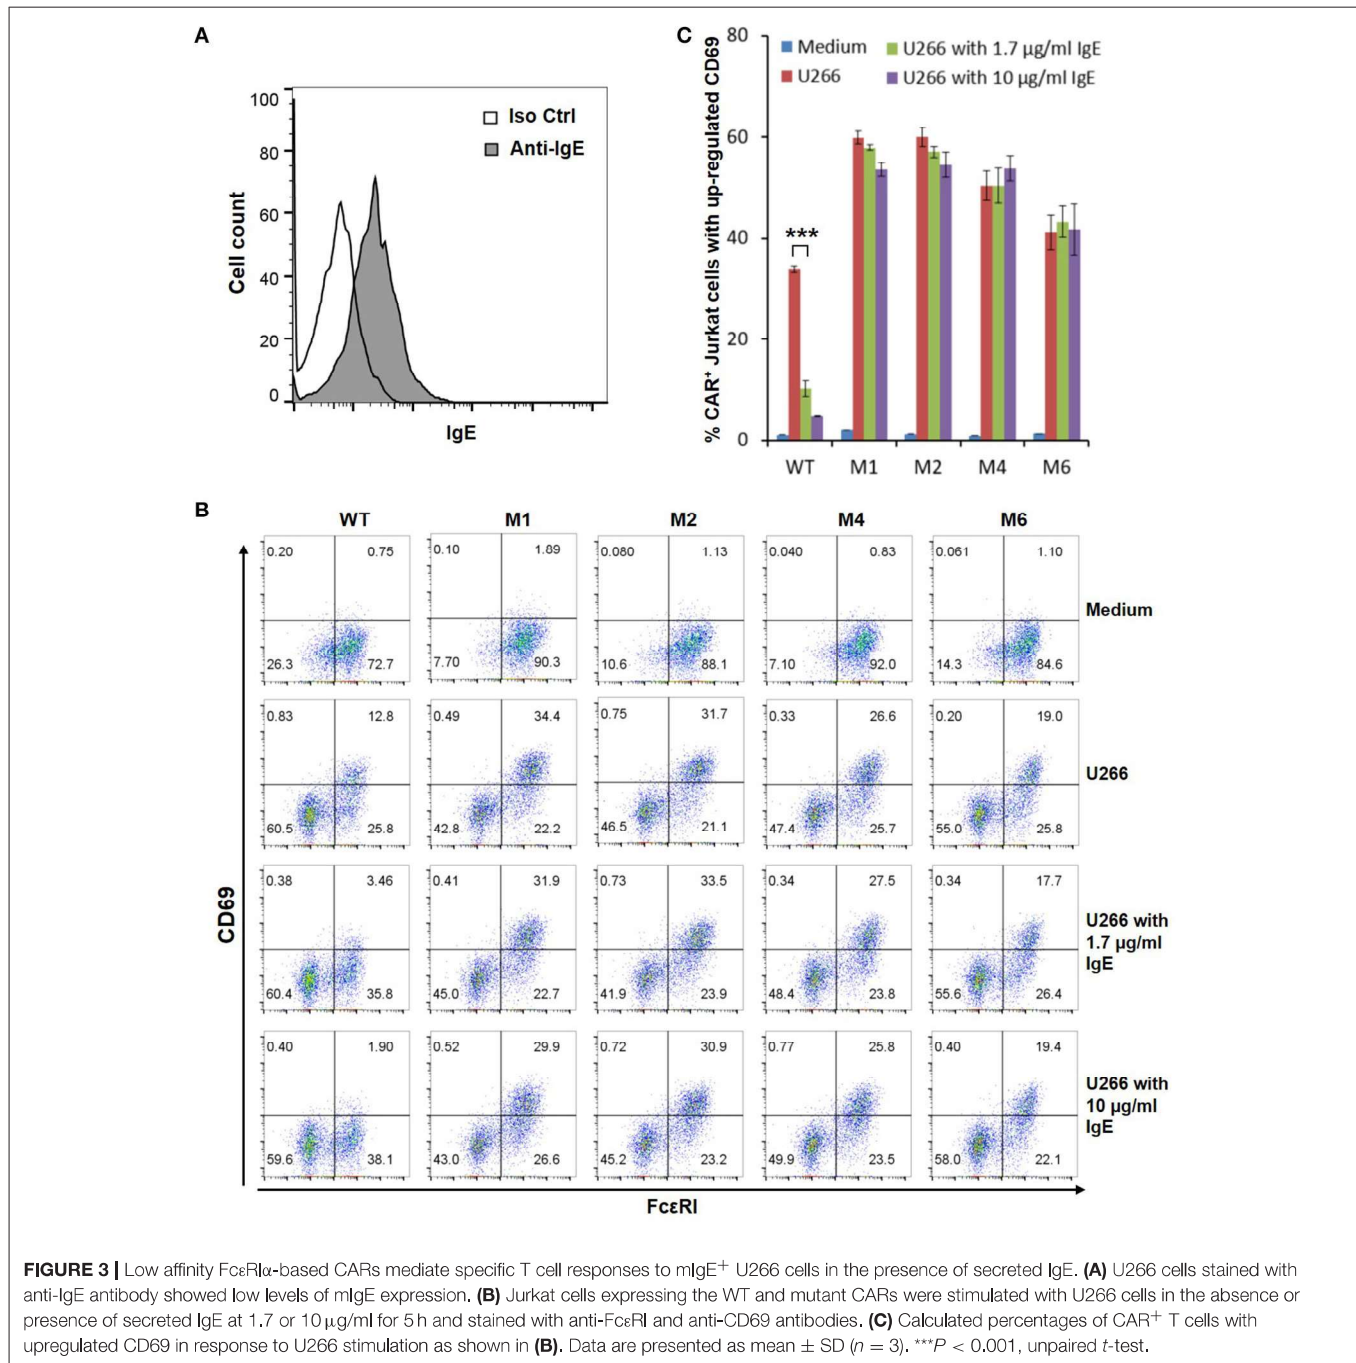 A
100
80
60
40
20
0
Cell count
Iso Ctrl
Anti-IgE
IgE
C
80
60
40
20
0
% CAR⁺ Jurkat cells with up-regulated CD69
Medium
U266
U266 with 1.7 µg/ml IgE
U266 with 10 µg/ml IgE
***
WT M1 M2 M4 M6
B
WT M1 M2 M4 M6
0.20 0.75 0.10 1.89 0.080 1.13 0.040 0.83 0.061 1.10
Medium
26.3 72.7 7.70 90.3 10.6 88.1 7.10 92.0 14.3 84.6
0.83 12.8 0.49 34.4 0.75 31.7 0.33 26.6 0.20 19.0
U266
60.5 25.8 42.8 22.2 46.5 21.1 47.4 25.7 55.0 25.8
0.38 3.46 0.41 31.9 0.73 33.5 0.34 27.5 0.34 17.7
U266 with
1.7 µg/ml
IgE
60.4 35.8 45.0 22.7 41.9 23.9 48.4 23.8 55.6 26.4
0.40 1.90 0.52 29.9 0.72 30.9 0.77 25.8 0.40 19.4
U266 with
10 µg/ml
IgE
59.6 38.1 43.0 26.6 45.2 23.2 49.9 23.5 58.0 22.1
CD69
FcεRI
FIGURE 3 | Low affinity FcεRIα-based CARs mediate specific T cell responses to mIgE⁺ U266 cells in the presence of secreted IgE. (A) U266 cells stained with
anti-IgE antibody showed low levels of mIgE expression. (B) Jurkat cells expressing the WT and mutant CARs were stimulated with U266 cells in the absence or
presence of secreted IgE at 1.7 or 10 µg/ml for 5 h and stained with anti-FcεRI and anti-CD69 antibodies. (C) Calculated percentages of CAR⁺ T cells with
upregulated CD69 in response to U266 stimulation as shown in (B). Data are presented as mean ± SD (n = 3). ***P < 0.001, unpaired t-test.